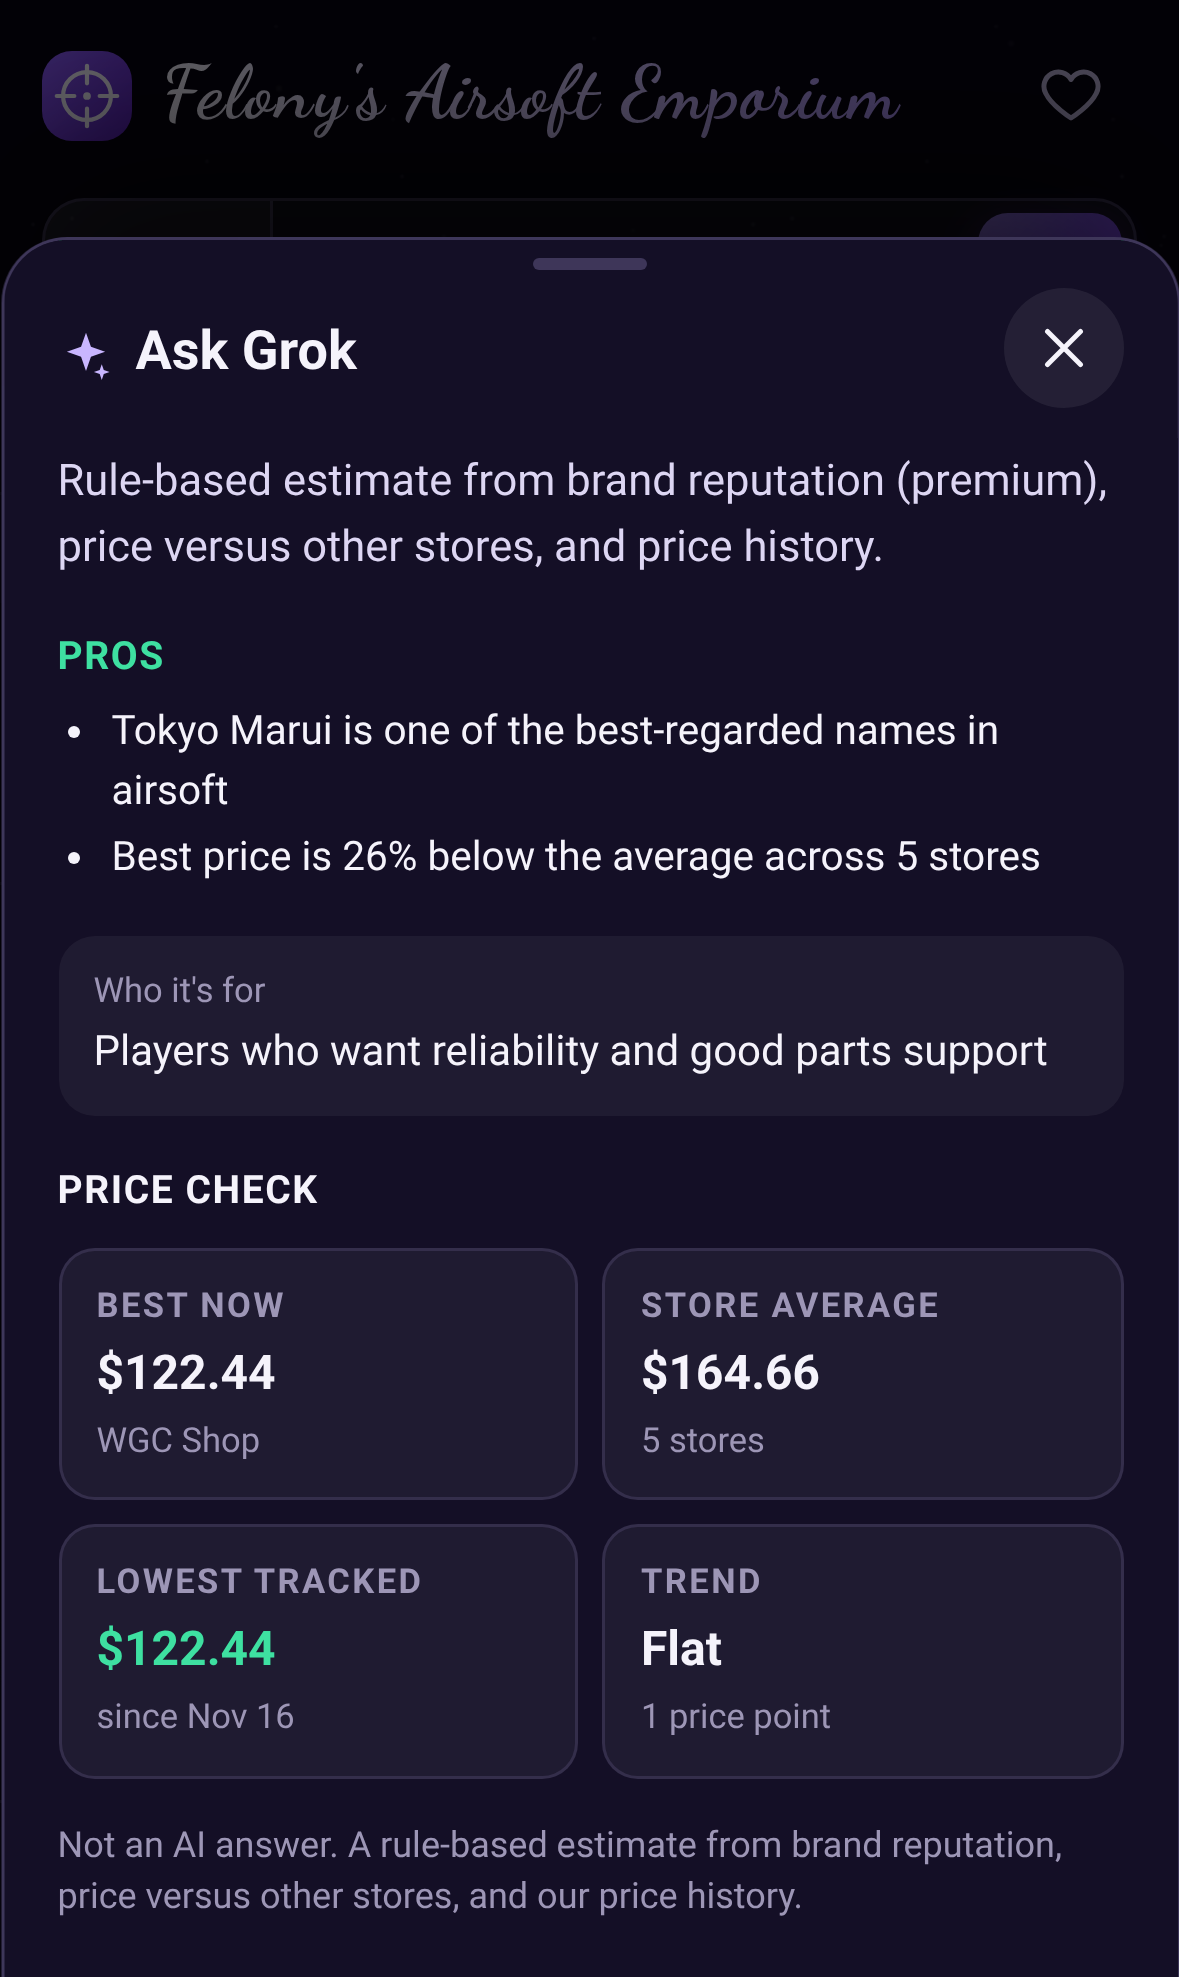 Felony's Airsoft Emporium
Ask Grok
Rule-based estimate from brand reputation (premium),
price versus other stores, and price history.
PROS
• Tokyo Marui is one of the best-regarded names in
airsoft
• Best price is 26% below the average across 5 stores
Who it's for
Players who want reliability and good parts support
PRICE CHECK
BEST NOW
$122.44
WGC Shop
STORE AVERAGE
$164.66
5 stores
LOWEST TRACKED
$122.44
since Nov 16
TREND
Flat
1 price point
Not an AI answer. A rule-based estimate from brand reputation,
price versus other stores, and our price history.